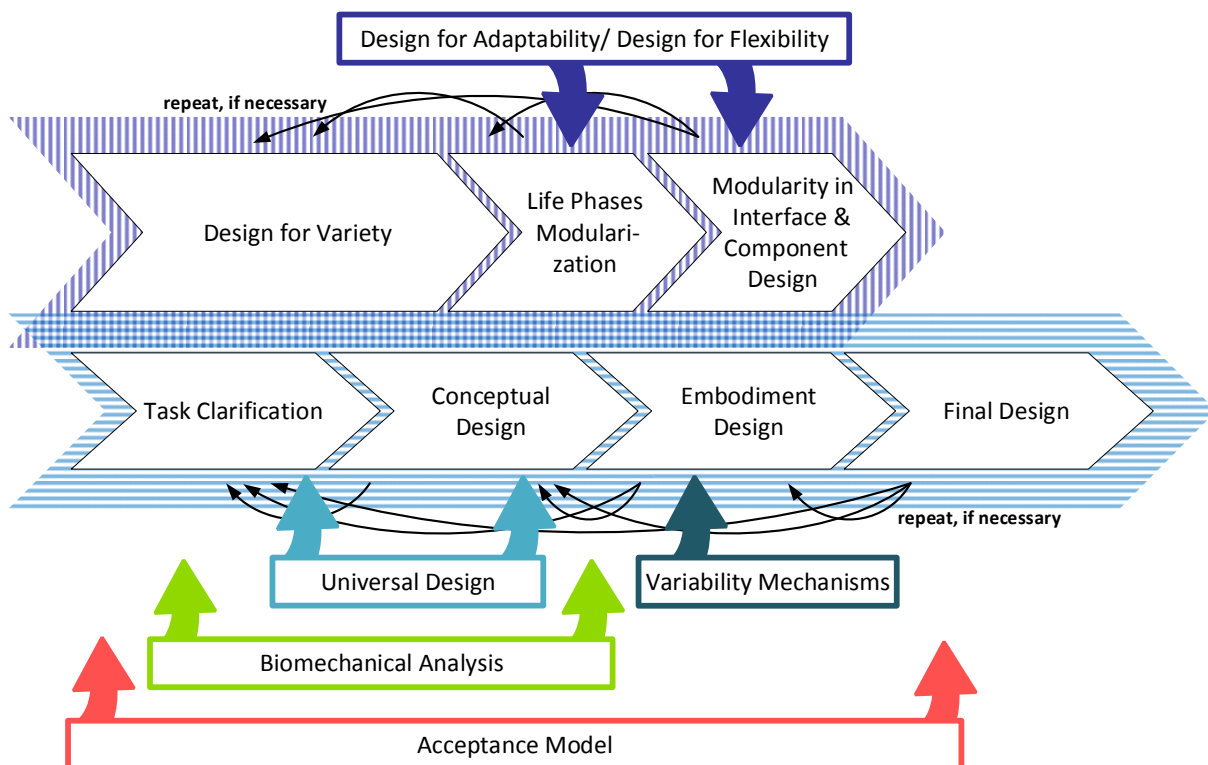 Design for Adaptability/ Design for Flexibility
repeat, if necessary
Design for Variety
Life Phases
Modulari-
zation
Modularity in
Interface &
Component
Design
Task Clarification
Conceptual
Design
Embodiment
Design
Final Design
repeat, if necessary
Universal Design
Variability Mechanisms
Biomechanical Analysis
Acceptance Model